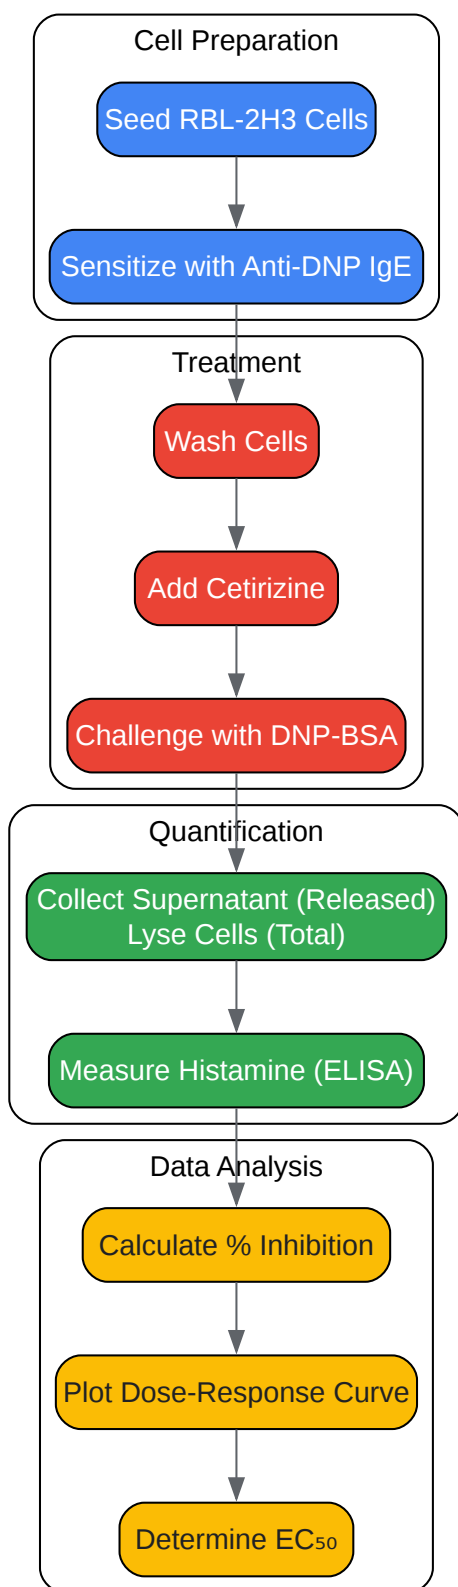 Cell Preparation
Seed RBL-2H3 Cells
Sensitize with Anti-DNP IgE
Treatment
Wash Cells
Add Cetirizine
Challenge with DNP-BSA
Quantification
Collect Supernatant (Released)
Lyse Cells (Total)
Measure Histamine (ELISA)
Data Analysis
Calculate % Inhibition
Plot Dose-Response Curve
Determine EC₅₀